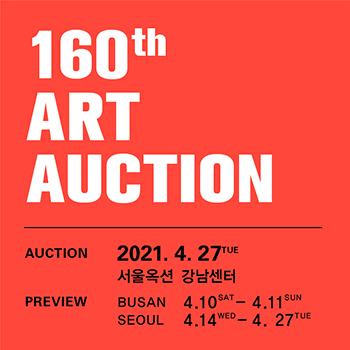 160th
ART
AUCTION
AUCTION 2021. 4. 27TUE
서울옥션 강남센터
PREVIEW BUSAN 4.10SAT– 4.11SUN
SEOUL 4.14WED– 4. 27TUE